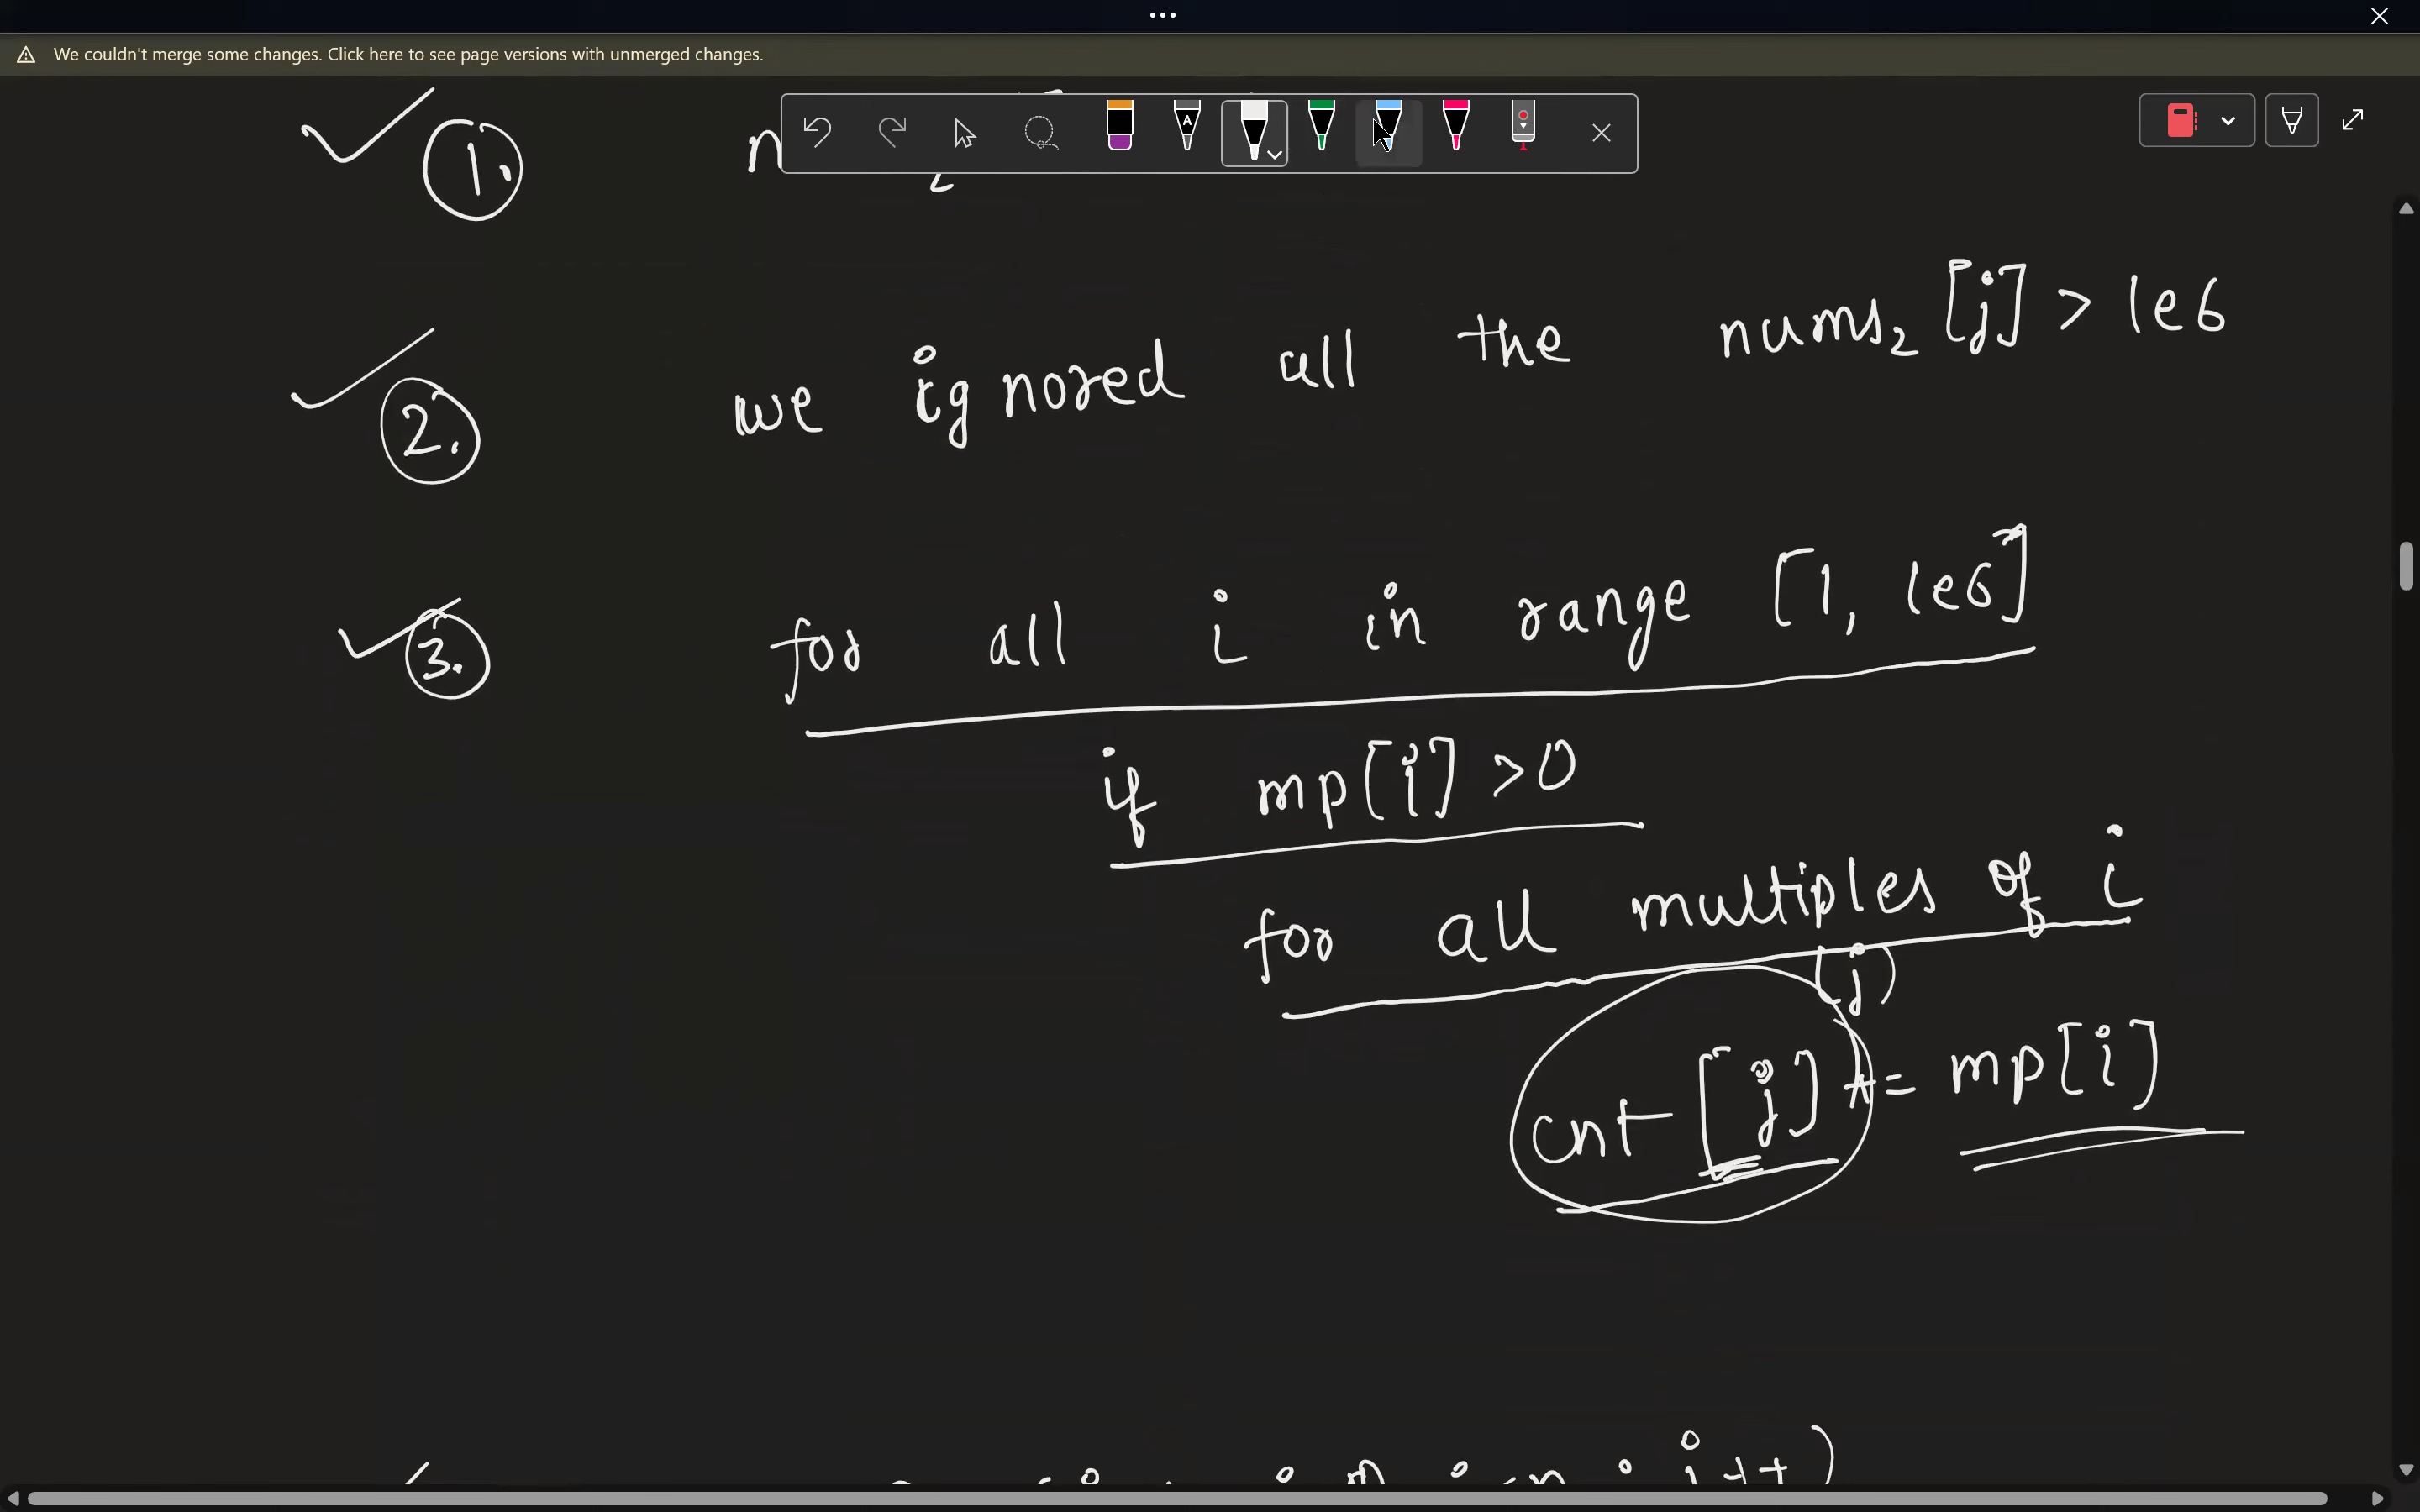 We couldn't merge some changes. Click here to see page versions with unmerged changes.
1.
2. we ignored all the nums₂[j] > 1e6
3. for all i in range [1, 1e6]
if mp[i] > 0
for all multiples of i
(j)
cnt[j] += mp[i]